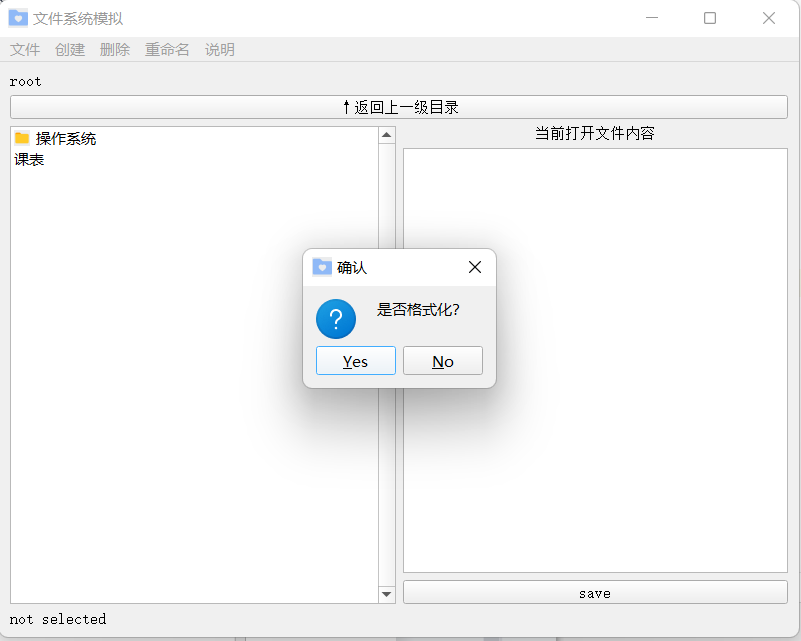 文件系统模拟
文件 创建 删除 重命名 说明
root
↑返回上一级目录
操作系统
课表
当前打开文件内容
确认
是否格式化?
Yes No
save
not selected